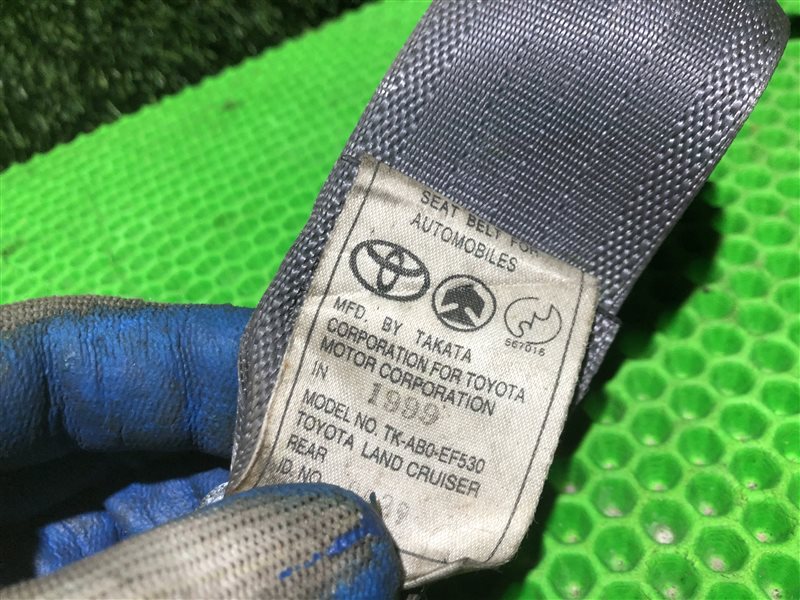 SEAT BELT FOR
AUTOMOBILES
567016
MFD. BY TAKATA
CORPORATION FOR TOYOTA
MOTOR CORPORATION
IN 1999
MODEL NO. TK-AB0-EF530
TOYOTA LAND CRUISER
REAR
NO.